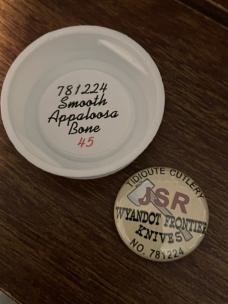 781224
Smooth
Appaloosa
Bone
45
TIDIOUTE CUTLERY
JSR
WYANDOT FRONTIER
KNIVES
NO. 781224